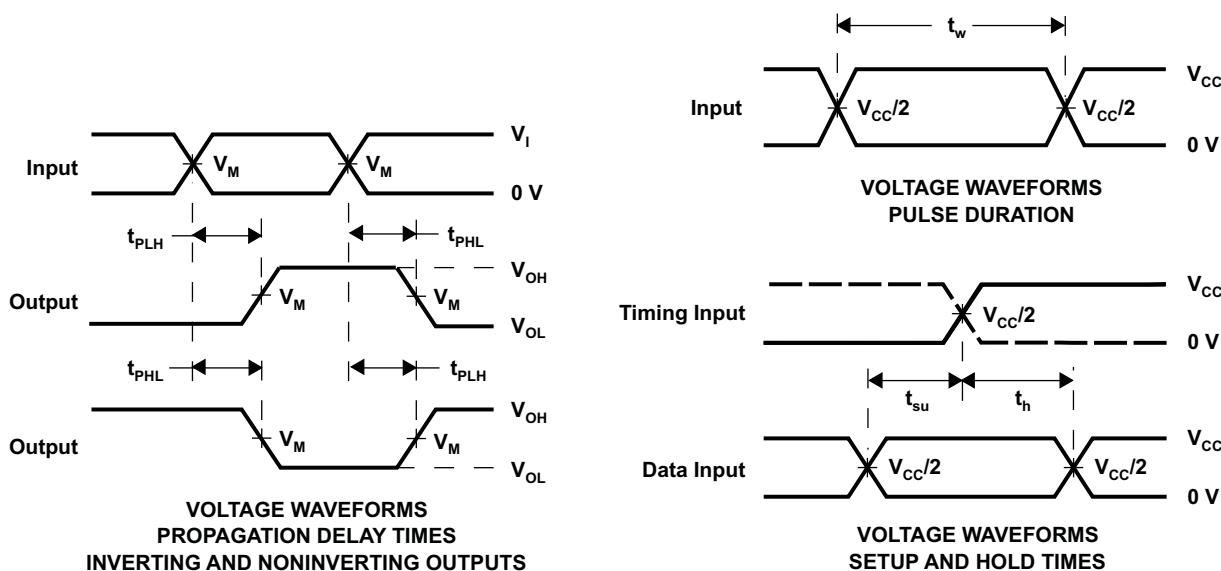 Input
V_I
V_M
V_M
0 V
t_PLH
t_PHL
Output
V_OH
V_M
V_M
V_OL
t_PHL
t_PLH
Output
V_OH
V_M
V_M
V_OL
VOLTAGE WAVEFORMS
PROPAGATION DELAY TIMES
INVERTING AND NONINVERTING OUTPUTS
t_w
Input
V_CC
V_CC/2
V_CC/2
0 V
VOLTAGE WAVEFORMS
PULSE DURATION
Timing Input
V_CC
V_CC/2
0 V
t_su
t_h
Data Input
V_CC
V_CC/2
V_CC/2
0 V
VOLTAGE WAVEFORMS
SETUP AND HOLD TIMES